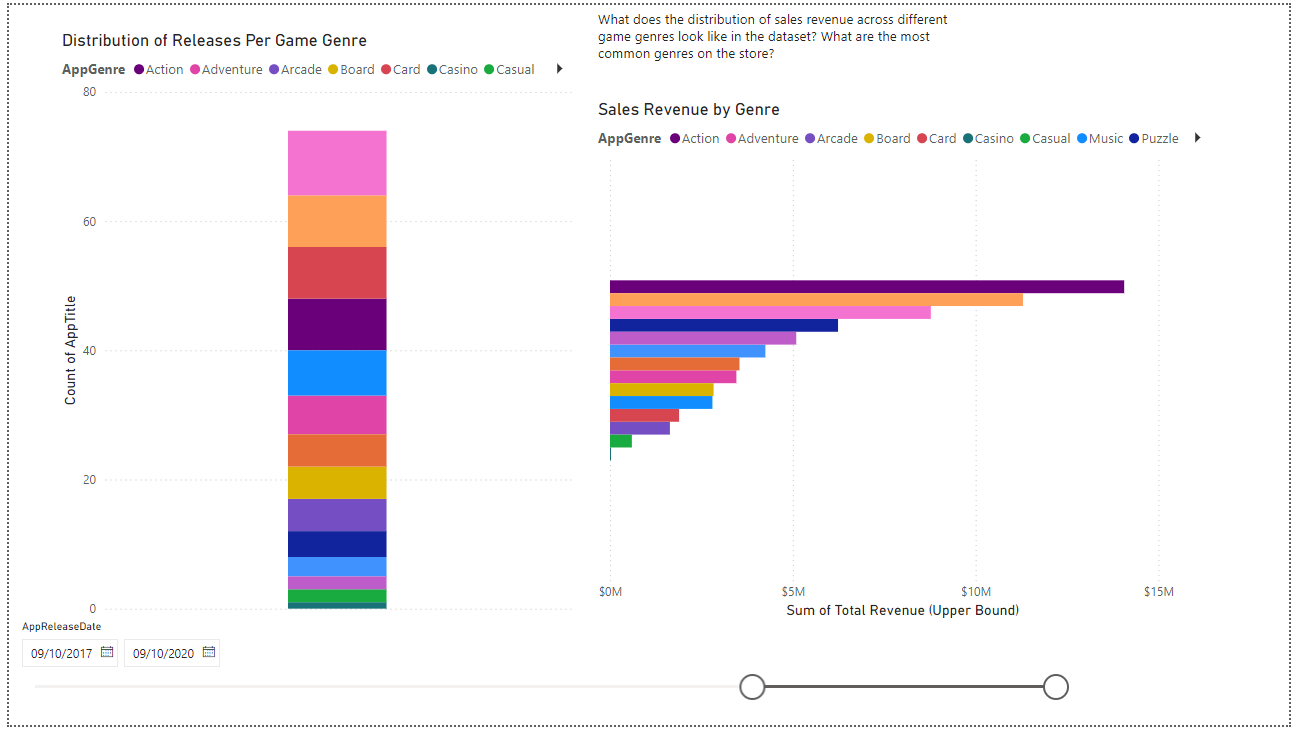 Distribution of Releases Per Game Genre
AppGenre Action Adventure Arcade Board Card Casino Casual
80
60
40
20
0
Count of AppTitle
What does the distribution of sales revenue across different
game genres look like in the dataset? What are the most
common genres on the store?
Sales Revenue by Genre
AppGenre Action Adventure Arcade Board Card Casino Casual Music Puzzle
$0M $5M $10M $15M
Sum of Total Revenue (Upper Bound)
AppReleaseDate
09/10/2017 09/10/2020